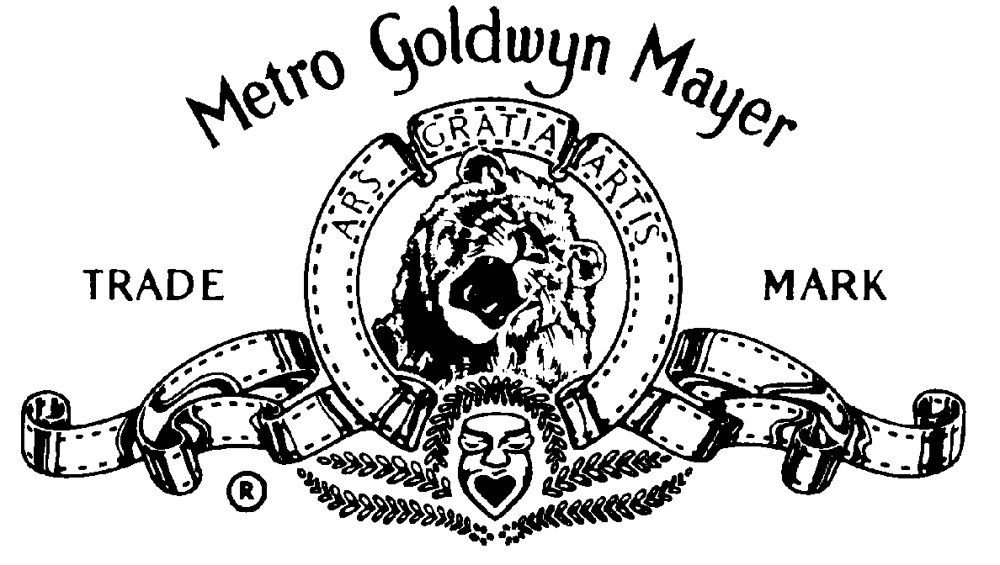 Metro Goldwyn Mayer
ARS GRATIA ARTIS
TRADE MARK
®